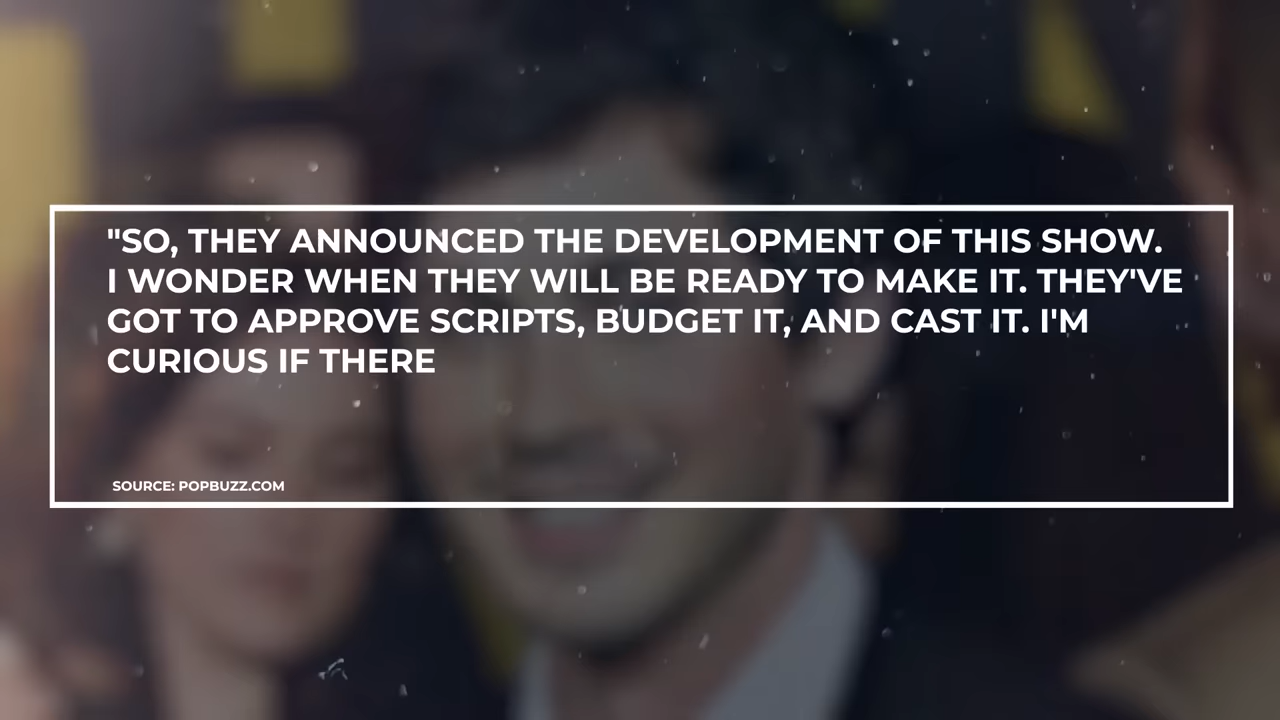 "SO, THEY ANNOUNCED THE DEVELOPMENT OF THIS SHOW.
I WONDER WHEN THEY WILL BE READY TO MAKE IT. THEY'VE
GOT TO APPROVE SCRIPTS, BUDGET IT, AND CAST IT. I'M
CURIOUS IF THERE
SOURCE: POPBUZZ.COM